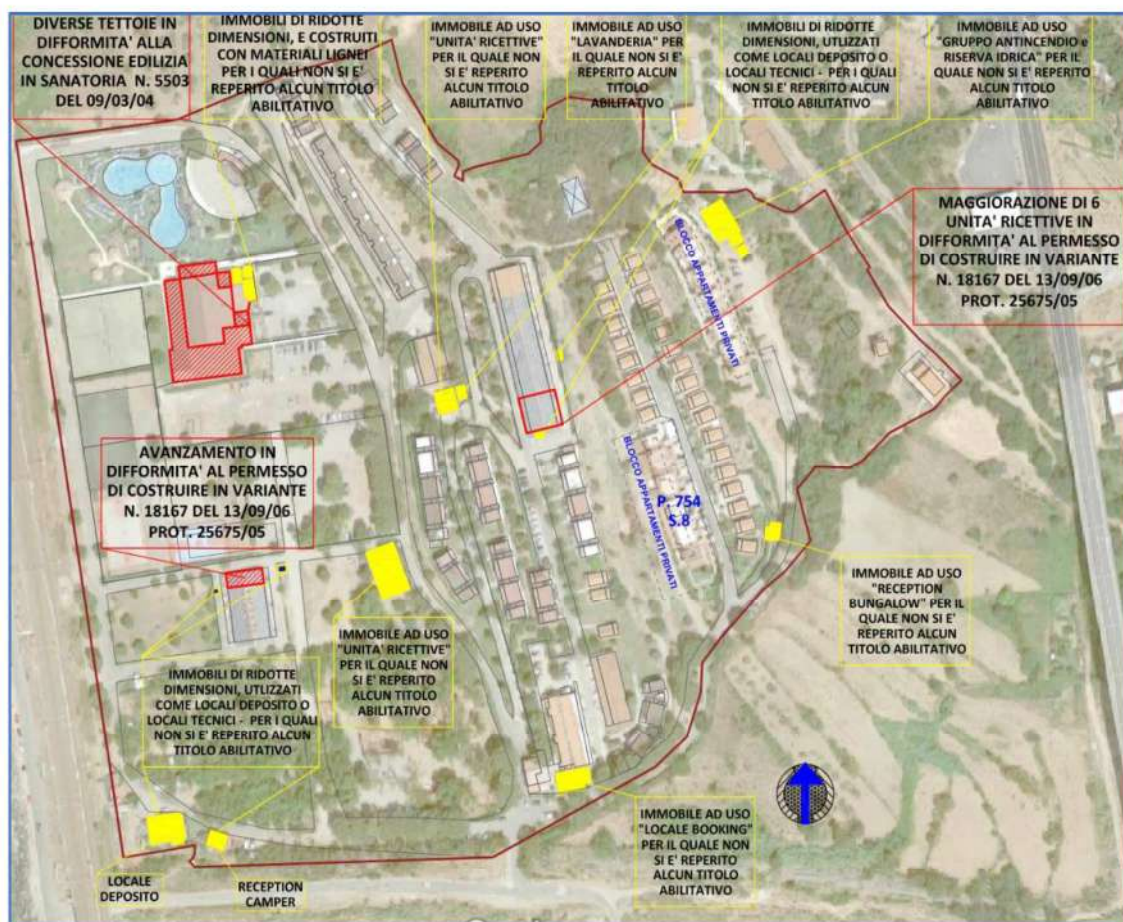 DIVERSE TETTOIE IN
DIFFORMITA' ALLA
CONCESSIONE EDILIZIA
IN SANATORIA N. 5503
DEL 09/03/04
IMMOBILI DI RIDOTTE
DIMENSIONI, E COSTRUITI
CON MATERIALI LIGNEI
PER I QUALI NON SI E'
REPERITO ALCUN TITOLO
ABILITATIVO
IMMOBILE AD USO
"UNITA' RICETTIVE"
PER IL QUALE NON
SI E' REPERITO
ALCUN TITOLO
ABILITATIVO
IMMOBILE AD USO
"LAVANDERIA" PER
IL QUALE NON SI E'
REPERITO ALCUN
TITOLO
ABILITATIVO
IMMOBILI DI RIDOTTE
DIMENSIONI, UTLIZZATI
COME LOCALI DEPOSITO O
LOCALI TECNICI - PER I QUALI
NON SI E' REPERITO ALCUN
TITOLO ABILITATIVO
IMMOBILE AD USO
"GRUPPO ANTINCENDIO e
RISERVA IDRICA" PER IL
QUALE NON SI E' REPERITO
ALCUN TITOLO
ABILITATIVO
MAGGIORAZIONE DI 6
UNITA' RICETTIVE IN
DIFFORMITA' AL PERMESSO
DI COSTRUIRE IN VARIANTE
N. 18167 DEL 13/09/06
PROT. 25675/05
BLOCCO APPARTAMENTI PRIVATI
BLOCCO APPARTAMENTI PRIVATI
P. 754
S.8
AVANZAMENTO IN
DIFFORMITA' AL PERMESSO
DI COSTRUIRE IN VARIANTE
N. 18167 DEL 13/09/06
PROT. 25675/05
IMMOBILE AD USO
"RECEPTION
BUNGALOW" PER IL
QUALE NON SI E'
REPERITO ALCUN
TITOLO ABILITATIVO
IMMOBILE AD USO
"UNITA' RICETTIVE"
PER IL QUALE NON
SI E' REPERITO
ALCUN TITOLO
ABILITATIVO
IMMOBILI DI RIDOTTE
DIMENSIONI, UTLIZZATI
COME LOCALI DEPOSITO O
LOCALI TECNICI - PER I QUALI
NON SI E' REPERITO ALCUN
TITOLO ABILITATIVO
IMMOBILE AD USO
"LOCALE BOOKING"
PER IL QUALE NON
SI E' REPERITO
ALCUN TITOLO
ABILITATIVO
LOCALE
DEPOSITO
RECEPTION
CAMPER